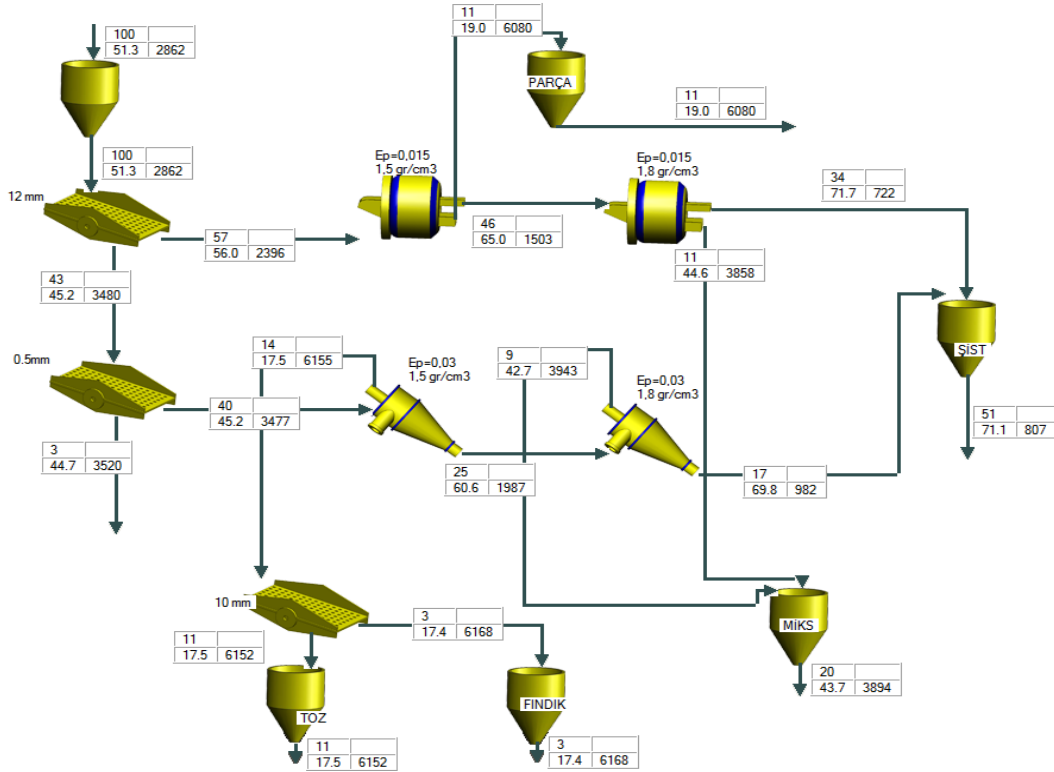 11
19.0 6080
100
51.3 2862
PARÇA
11
19.0 6080
100
51.3 2862
Ep=0,015
1,5 gr/cm3
Ep=0,015
1,8 gr/cm3
34
71.7 722
12 mm
57
56.0 2396
46
65.0 1503
11
44.6 3858
43
45.2 3480
ŞİST
0.5mm
14
17.5 6155
Ep=0,03
1,5 gr/cm3
9
42.7 3943
Ep=0,03
1,8 gr/cm3
40
45.2 3477
51
71.1 807
3
44.7 3520
25
60.6 1987
17
69.8 982
10 mm
3
17.4 6168
11
17.5 6152
MİKS
20
43.7 3894
TOZ
FINDIK
11
17.5 6152
3
17.4 6168